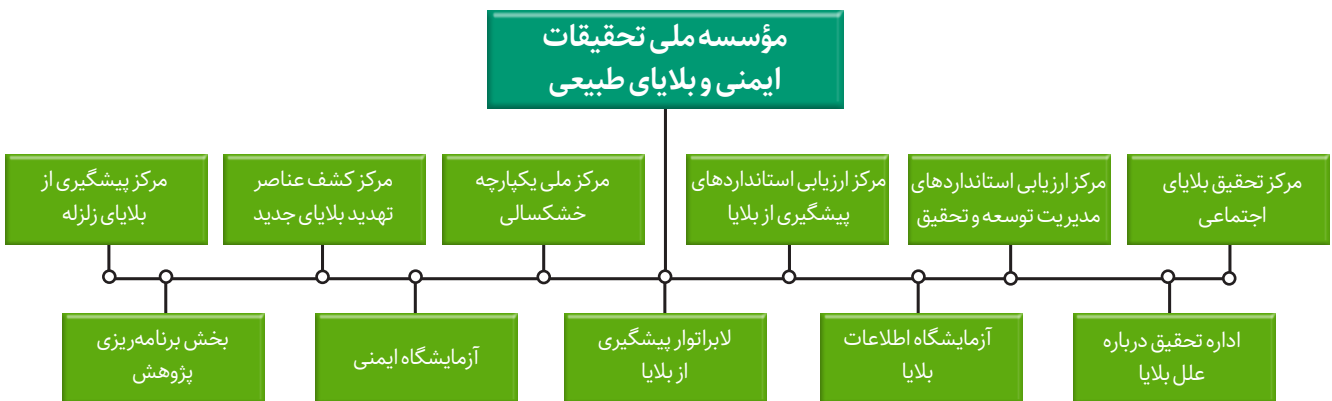 مؤسسه ملی تحقیقات
ایمنی و بلایای طبیعی
مرکز تحقیق بلایای
اجتماعی
مرکز ارزیابی استانداردهای
مدیریت توسعه و تحقیق
مرکز ارزیابی استانداردهای
پیشگیری از بلایا
مرکز ملی یکپارچه
خشکسالی
مرکز کشف عناصر
تهدید بلایای جدید
مرکز پیشگیری از
بلایای زلزله
اداره تحقیق درباره
علل بلایا
آزمایشگاه اطلاعات
بلایا
لابراتوار پیشگیری
از بلایا
آزمایشگاه ایمنی
بخش برنامه‌ریزی
پژوهش